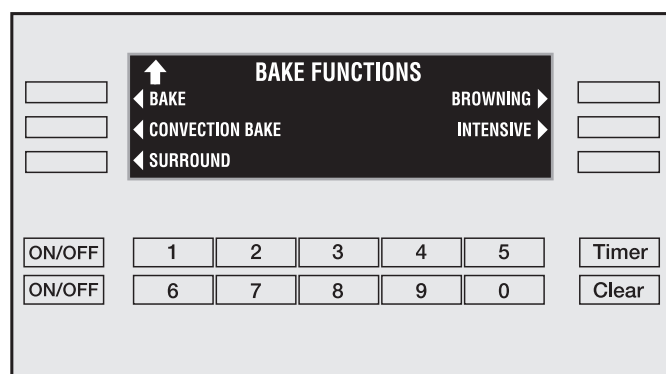 BAKE FUNCTIONS
BAKE BROWNING
CONVECTION BAKE INTENSIVE
SURROUND
ON/OFF 1 2 3 4 5 Timer
ON/OFF 6 7 8 9 0 Clear